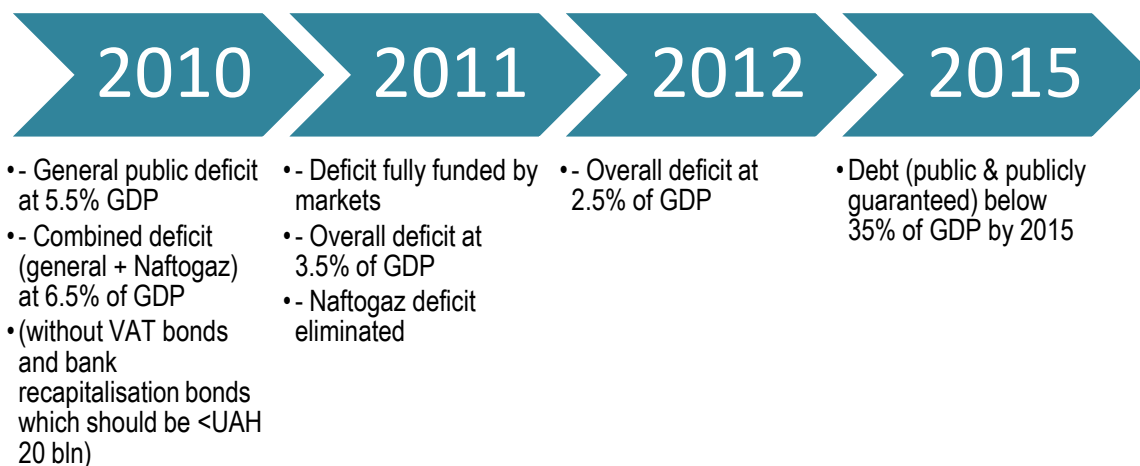 2010
2011
2012
2015
•- General public deficit
at 5.5% GDP
•- Combined deficit
(general + Naftogaz)
at 6.5% of GDP
•(without VAT bonds
and bank
recapitalisation bonds
which should be <UAH
20 bln)
•- Deficit fully funded by
markets
•- Overall deficit at
3.5% of GDP
•- Naftogaz deficit
eliminated
•- Overall deficit at
2.5% of GDP
•Debt (public & publicly
guaranteed) below
35% of GDP by 2015